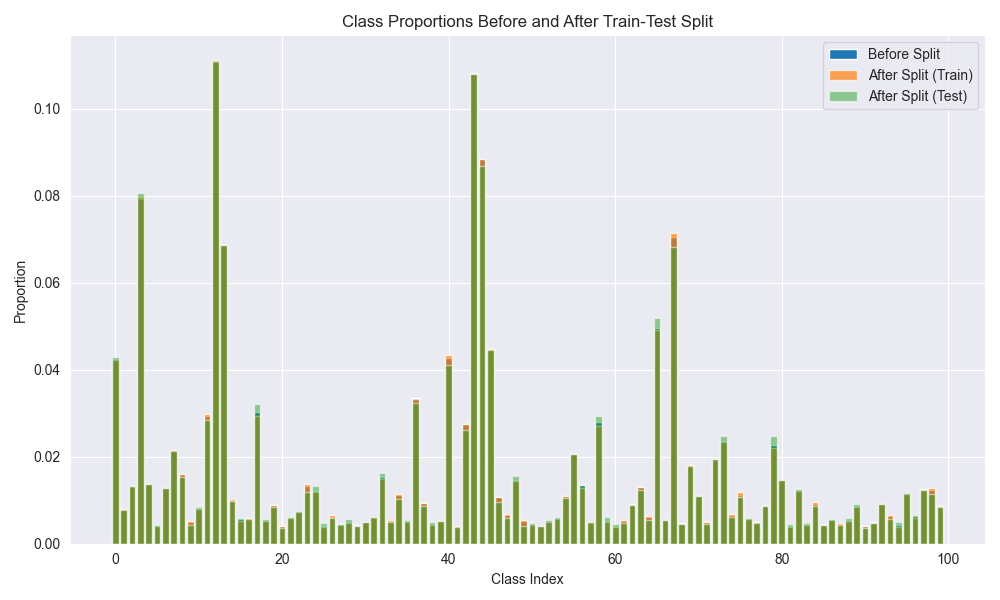 Class Proportions Before and After Train-Test Split
Before Split
After Split (Train)
After Split (Test)
Proportion
0.10
0.08
0.06
0.04
0.02
0.00
0
20
40
60
80
100
Class Index